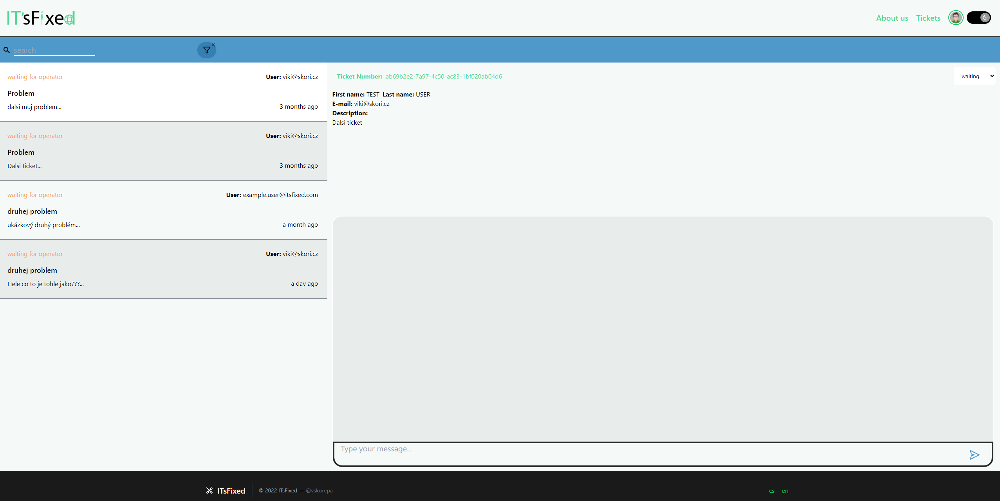 IT'sFixed
About us Tickets
search
waiting for operator User: viki@skori.cz
Problem
dalsi muj problem... 3 months ago
waiting for operator User: viki@skori.cz
Problem
Dalsi ticket... 3 months ago
waiting for operator User: example.user@itsfixed.com
druhej problem
ukázkový druhý problém... a month ago
waiting for operator User: viki@skori.cz
druhej problem
Hele co to je tohle jako???... a day ago
Ticket Number: ab69b2e2-7a97-4c50-ac83-1bf020ab04d6 waiting
First name: TEST Last name: USER
E-mail: viki@skori.cz
Description:
Dalsi ticket
Type your message...
ITsFixed © 2022 ITsFixed — @vskorepa cs en